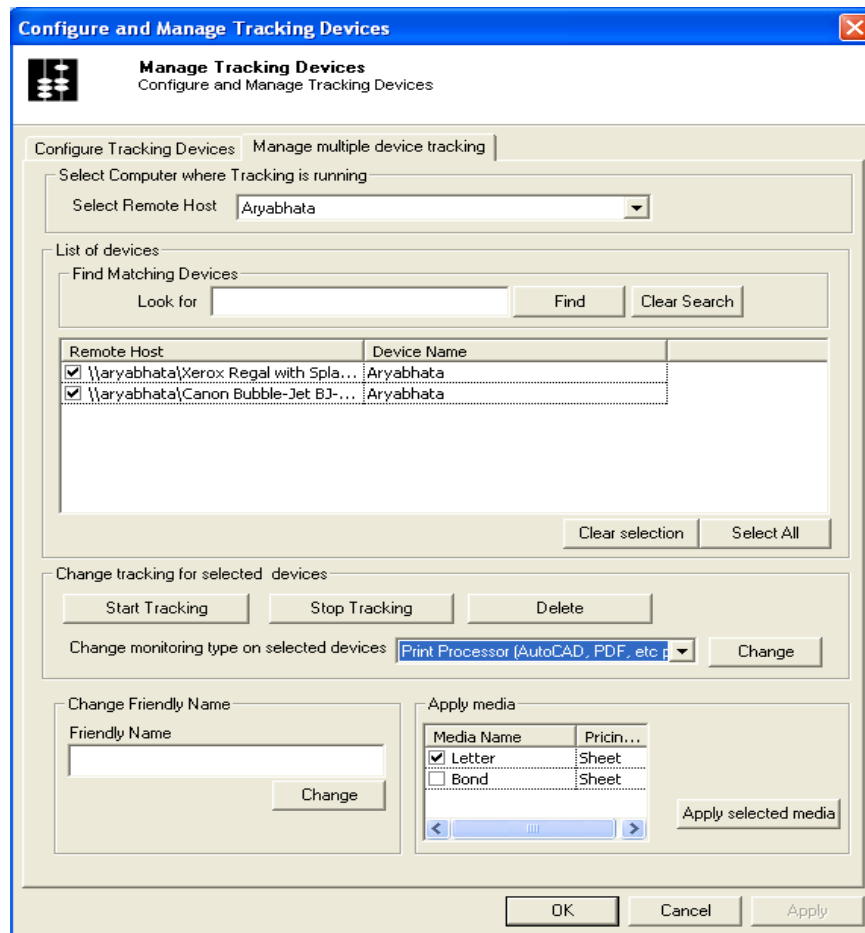 Configure and Manage Tracking Devices
Manage Tracking Devices
Configure and Manage Tracking Devices
Configure Tracking Devices Manage multiple device tracking
Select Computer where Tracking is running
Select Remote Host Aryabhata
List of devices
Find Matching Devices
Look for Find Clear Search
Remote Host Device Name
\\aryabhata\Xerox Regal with Spla... Aryabhata
\\aryabhata\Canon Bubble-Jet BJ-... Aryabhata
Clear selection Select All
Change tracking for selected devices
Start Tracking Stop Tracking Delete
Change monitoring type on selected devices Print Processor (AutoCAD, PDF, etc p Change
Change Friendly Name Apply media
Friendly Name
Media Name Pricin...
Letter Sheet
Bond Sheet
Change
Apply selected media
OK Cancel Apply